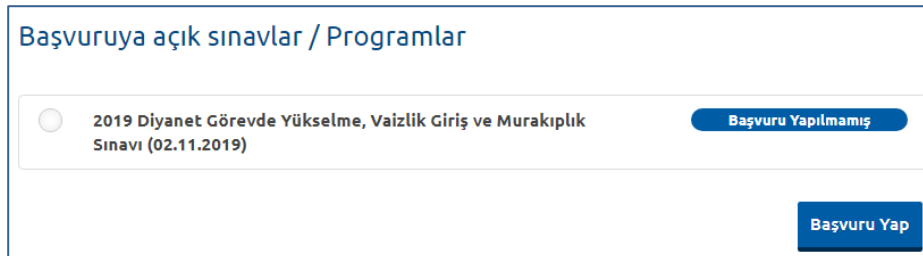 Başvuruya açık sınavlar / Programlar
2019 Diyanet Görevde Yükselme, Vaizlik Giriş ve Murakıplık
Sınavı (02.11.2019)
Başvuru Yapılmamış
Başvuru Yap